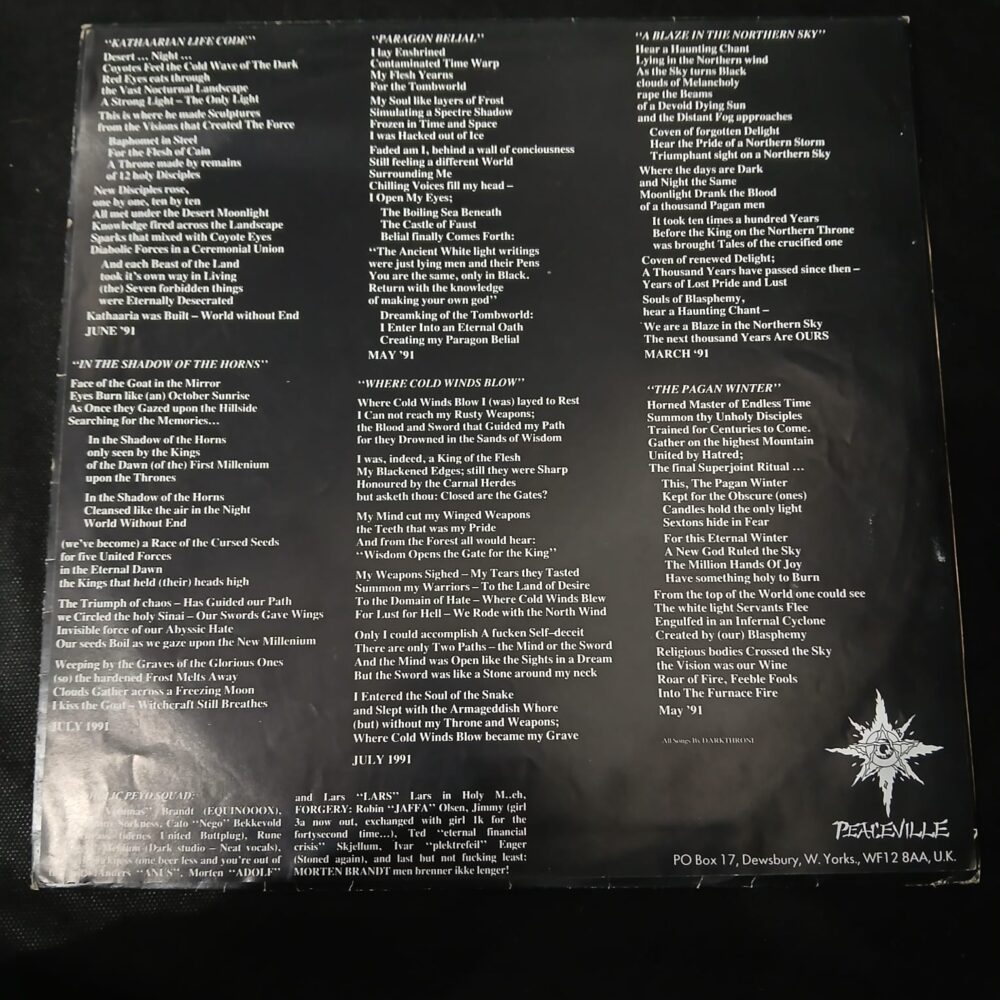 "KATHAARIAN LIFE CODE"
Desert ... Night ...
Coyotes Feel the Cold Wave of The Dark
Red Eyes eats through
the Vast Nocturnal Landscape
A Strong Light – The Only Light
This is where he made Sculptures
from the Visions that Created The Force
Baphomet in Steel
For the Flesh of Cain
A Throne made by remains
of 12 holy Disciples
New Disciples rose,
one by one, ten by ten
All met under the Desert Moonlight
Knowledge fired across the Landscape
Sparks that mixed with Coyote Eyes
Diabolic Forces in a Ceremonial Union
And each Beast of the Land
took it's own way in Living
(the) Seven forbidden things
were Eternally Desecrated
Kathaaria was Built – World without End
JUNE '91
"IN THE SHADOW OF THE HORNS"
Face of the Goat in the Mirror
Eyes Burn like (an) October Sunrise
As Once they Gazed upon the Hillside
Searching for the Memories...
In the Shadow of the Horns
only seen by the Kings
of the Dawn (of the) First Millenium
upon the Thrones
In the Shadow of the Horns
Cleansed like the air in the Night
World Without End
(we've become) a Race of the Cursed Seeds
for five United Forces
in the Eternal Dawn
the Kings that held (their) heads high
The Triumph of chaos – Has Guided our Path
we Circled the holy Sinai – Our Swords Gave Wings
Invisible force of our Abyssic Hate
Our seeds Boil as we gaze upon the New Millenium
Weeping by the Graves of the Glorious Ones
(so) the hardened Frost Melts Away
Clouds Gather across a Freezing Moon
I kiss the Goat – Witchcraft Still Breathes
JULY 1991
"PARAGON BELIAL"
I lay Enshrined
Contaminated Time Warp
My Flesh Yearns
For the Tombworld
My Soul like layers of Frost
Simulating a Spectre Shadow
Frozen in Time and Space
I was Hacked out of Ice
Faded am I, behind a wall of conciousness
Still feeling a different World
Surrounding Me
Chilling Voices fill my head –
I Open My Eyes;
The Boiling Sea Beneath
The Castle of Faust
Belial finally Comes Forth:
"The Ancient White light writings
were just lying men and their Pens
You are the same, only in Black.
Return with the knowledge
of making your own god"
Dreamking of the Tombworld:
I Enter Into an Eternal Oath
Creating my Paragon Belial
MAY '91
"WHERE COLD WINDS BLOW"
Where Cold Winds Blow I (was) layed to Rest
I Can not reach my Rusty Weapons;
the Blood and Sword that Guided my Path
for they Drowned in the Sands of Wisdom
I was, indeed, a King of the Flesh
My Blackened Edges; still they were Sharp
Honoured by the Carnal Herdes
but asketh thou: Closed are the Gates?
My Mind cut my Winged Weapons
the Teeth that was my Pride
And from the Forest all would hear:
"Wisdom Opens the Gate for the King"
My Weapons Sighed – My Tears they Tasted
Summon my Warriors – To the Land of Desire
To the Domain of Hate – Where Cold Winds Blew
For Lust for Hell – We Rode with the North Wind
Only I could accomplish A fucken Self–deceit
There are only Two Paths – the Mind or the Sword
And the Mind was Open like the Sights in a Dream
But the Sword was like a Stone around my neck
I Entered the Soul of the Snake
and Slept with the Armageddish Whore
(but) without my Throne and Weapons;
Where Cold Winds Blow became my Grave
JULY 1991
"A BLAZE IN THE NORTHERN SKY"
Hear a Haunting Chant
Lying in the Northern wind
As the Sky turns Black
clouds of Melancholy
rape the Beams
of a Devoid Dying Sun
and the Distant Fog approaches
Coven of forgotten Delight
Hear the Pride of a Northern Storm
Triumphant sight on a Northern Sky
Where the days are Dark
and Night the Same
Moonlight Drank the Blood
of a thousand Pagan men
It took ten times a hundred Years
Before the King on the Northern Throne
was brought Tales of the crucified one
Coven of renewed Delight;
A Thousand Years have passed since then –
Years of Lost Pride and Lust
Souls of Blasphemy,
hear a Haunting Chant –
We are a Blaze in the Northern Sky
The next thousand Years Are OURS
MARCH '91
"THE PAGAN WINTER"
Horned Master of Endless Time
Summon thy Unholy Disciples
Trained for Centuries to Come.
Gather on the highest Mountain
United by Hatred;
The final Superjoint Ritual ...
This, The Pagan Winter
Kept for the Obscure (ones)
Candles hold the only light
Sextons hide in Fear
For this Eternal Winter
A New God Ruled the Sky
The Million Hands Of Joy
Have something holy to Burn
From the top of the World one could see
The white light Servants Flee
Engulfed in an Infernal Cyclone
Created by (our) Blasphemy
Religious bodies Crossed the Sky
the Vision was our Wine
Roar of Fire, Feeble Fools
Into The Furnace Fire
May '91
All Songs By DARKTHRONE
PEYO SQUAD:
Brandt (EQUINOOOX),
Sorkness, Cato "Nego" Bekkevold
tidenes United Buttplug), Rune
(Dark studio – Neat vocals),
(one beer less and you're out of
Anders "ANUS", Morten "ADOLF"
and Lars "LARS" Lars in Holy M..ch,
FORGERY: Robin "JAFFA" Olsen, Jimmy (girl
3a now out, exchanged with girl 1k for the
fortysecond time...), Ted "eternal financial
crisis" Skjellum, Ivar "plektrefeil" Enger
(Stoned again), and last but not fucking least:
MORTEN BRANDT men brenner ikke lenger!
PEACEVILLE
PO Box 17, Dewsbury, W. Yorks., WF12 8AA, U.K.